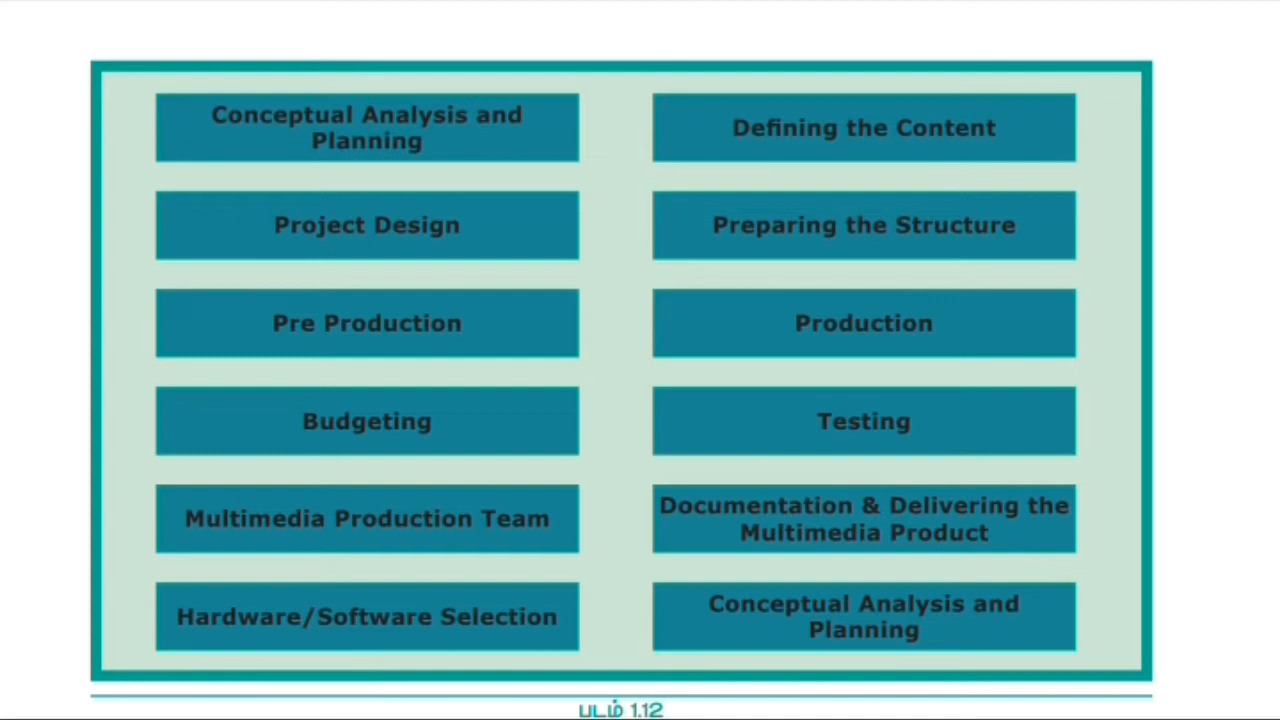 Conceptual Analysis and
Planning
Project Design
Pre Production
Budgeting
Multimedia Production Team
Hardware/Software Selection
Defining the Content
Preparing the Structure
Production
Testing
Documentation & Delivering the
Multimedia Product
Conceptual Analysis and
Planning
படம் 1.12